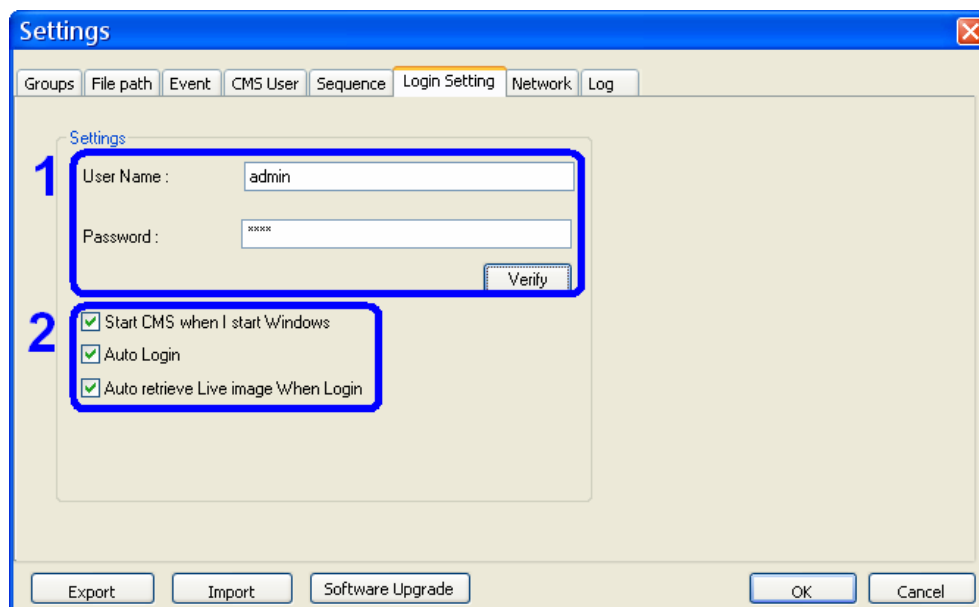 Settings
Groups File path Event CMS User Sequence Login Setting Network Log
Settings
1
User Name : admin
Password : ****
Verify
2
Start CMS when I start Windows
Auto Login
Auto retrieve Live image When Login
Export Import Software Upgrade OK Cancel